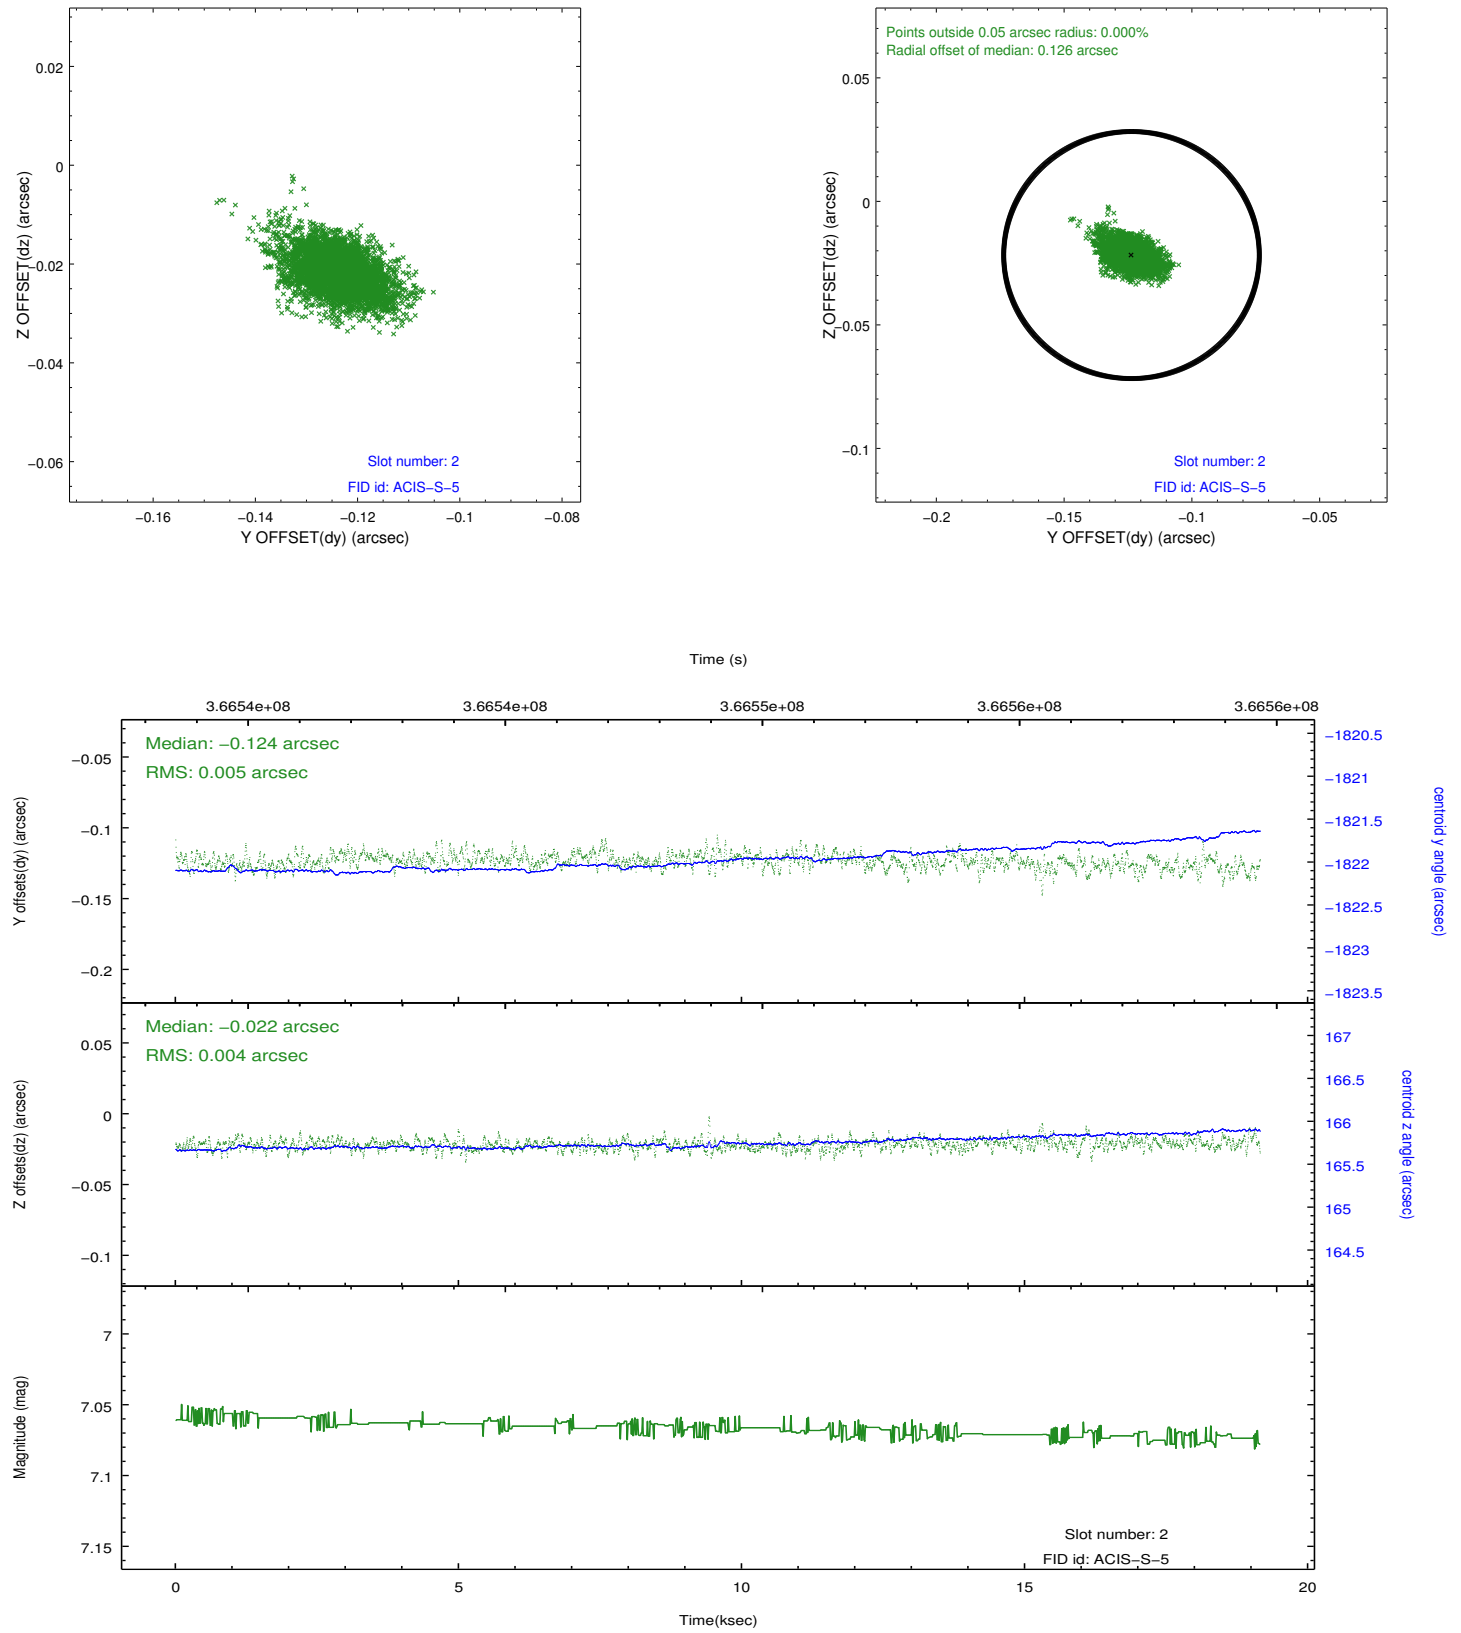 0.02
0
−0.02
−0.04
−0.06
Z OFFSET(dz) (arcsec)
Slot number: 2
FID id: ACIS−S−5
−0.16 −0.14 −0.12 −0.1 −0.08
Y OFFSET(dy) (arcsec)
Points outside 0.05 arcsec radius: 0.000%
Radial offset of median: 0.126 arcsec
0.05
0
−0.05
−0.1
Z OFFSET(dz) (arcsec)
Slot number: 2
FID id: ACIS−S−5
−0.2 −0.15 −0.1 −0.05
Y OFFSET(dy) (arcsec)
Time (s)
3.6654e+08 3.6654e+08 3.6655e+08 3.6656e+08 3.6656e+08
Median: −0.124 arcsec
RMS: 0.005 arcsec
−0.05
−0.1
−0.15
−0.2
Y offsets(dy) (arcsec)
−1820.5
−1821
−1821.5
−1822
−1822.5
−1823
−1823.5
centroid y angle (arcsec)
Median: −0.022 arcsec
RMS: 0.004 arcsec
0.05
0
−0.05
−0.1
Z offsets(dz) (arcsec)
167
166.5
166
165.5
165
164.5
centroid z angle (arcsec)
7
7.05
7.1
7.15
Magnitude (mag)
Slot number: 2
FID id: ACIS−S−5
0 5 10 15 20
Time(ksec)